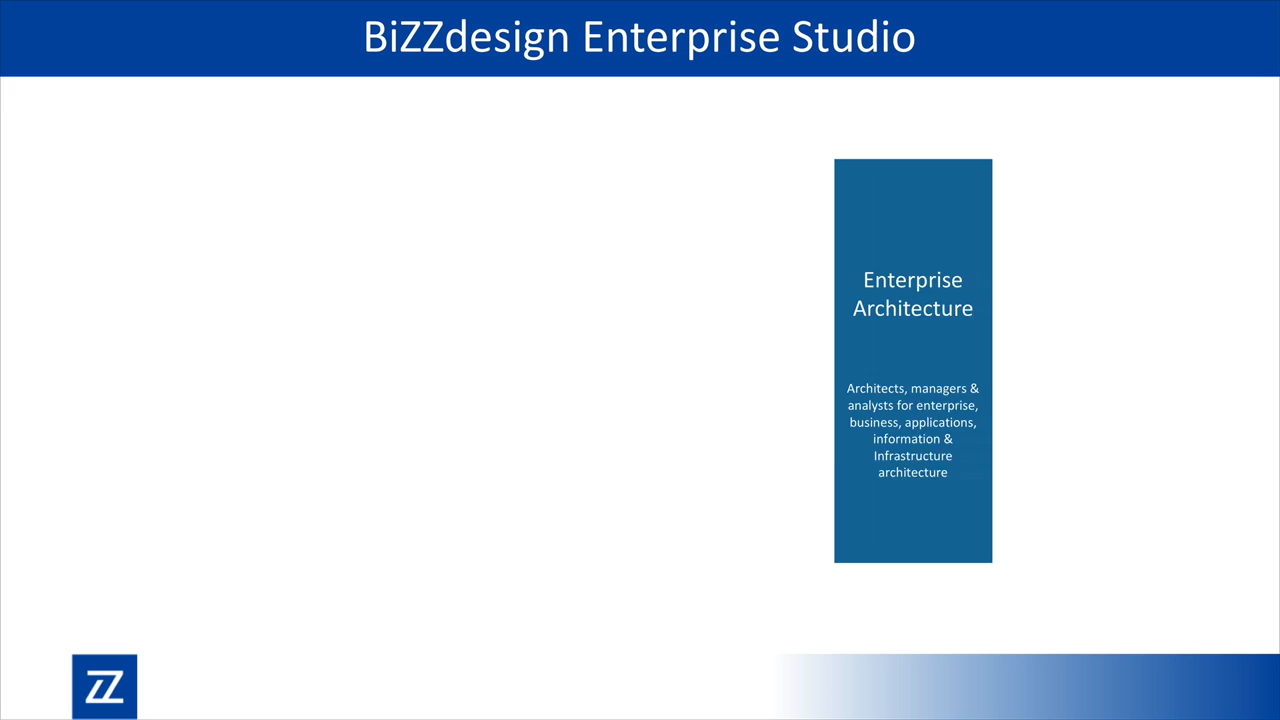 BiZZdesign Enterprise Studio
Enterprise
Architecture
Architects, managers &
analysts for enterprise,
business, applications,
information &
Infrastructure
architecture
ZZ